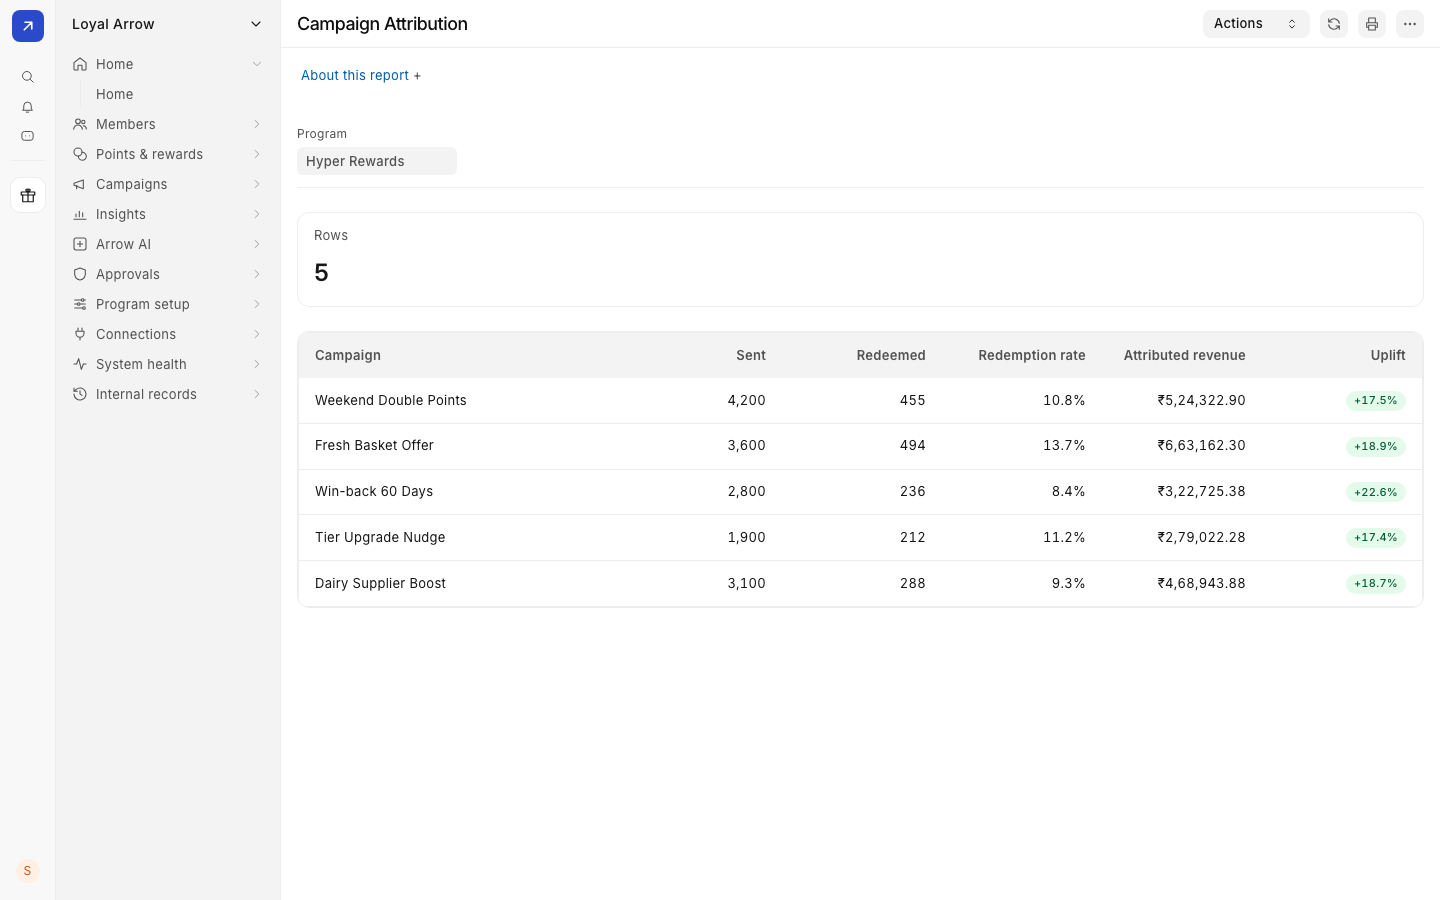 Loyal Arrow
Home
Home
Members
Points & rewards
Campaigns
Insights
Arrow AI
Approvals
Program setup
Connections
System health
Internal records
S
Campaign Attribution
Actions
About this report +
Program
Hyper Rewards
Rows
5
Campaign Sent Redeemed Redemption rate Attributed revenue Uplift
Weekend Double Points 4,200 455 10.8% ₹5,24,322.90 +17.5%
Fresh Basket Offer 3,600 494 13.7% ₹6,63,162.30 +18.9%
Win-back 60 Days 2,800 236 8.4% ₹3,22,725.38 +22.6%
Tier Upgrade Nudge 1,900 212 11.2% ₹2,79,022.28 +17.4%
Dairy Supplier Boost 3,100 288 9.3% ₹4,68,943.88 +18.7%